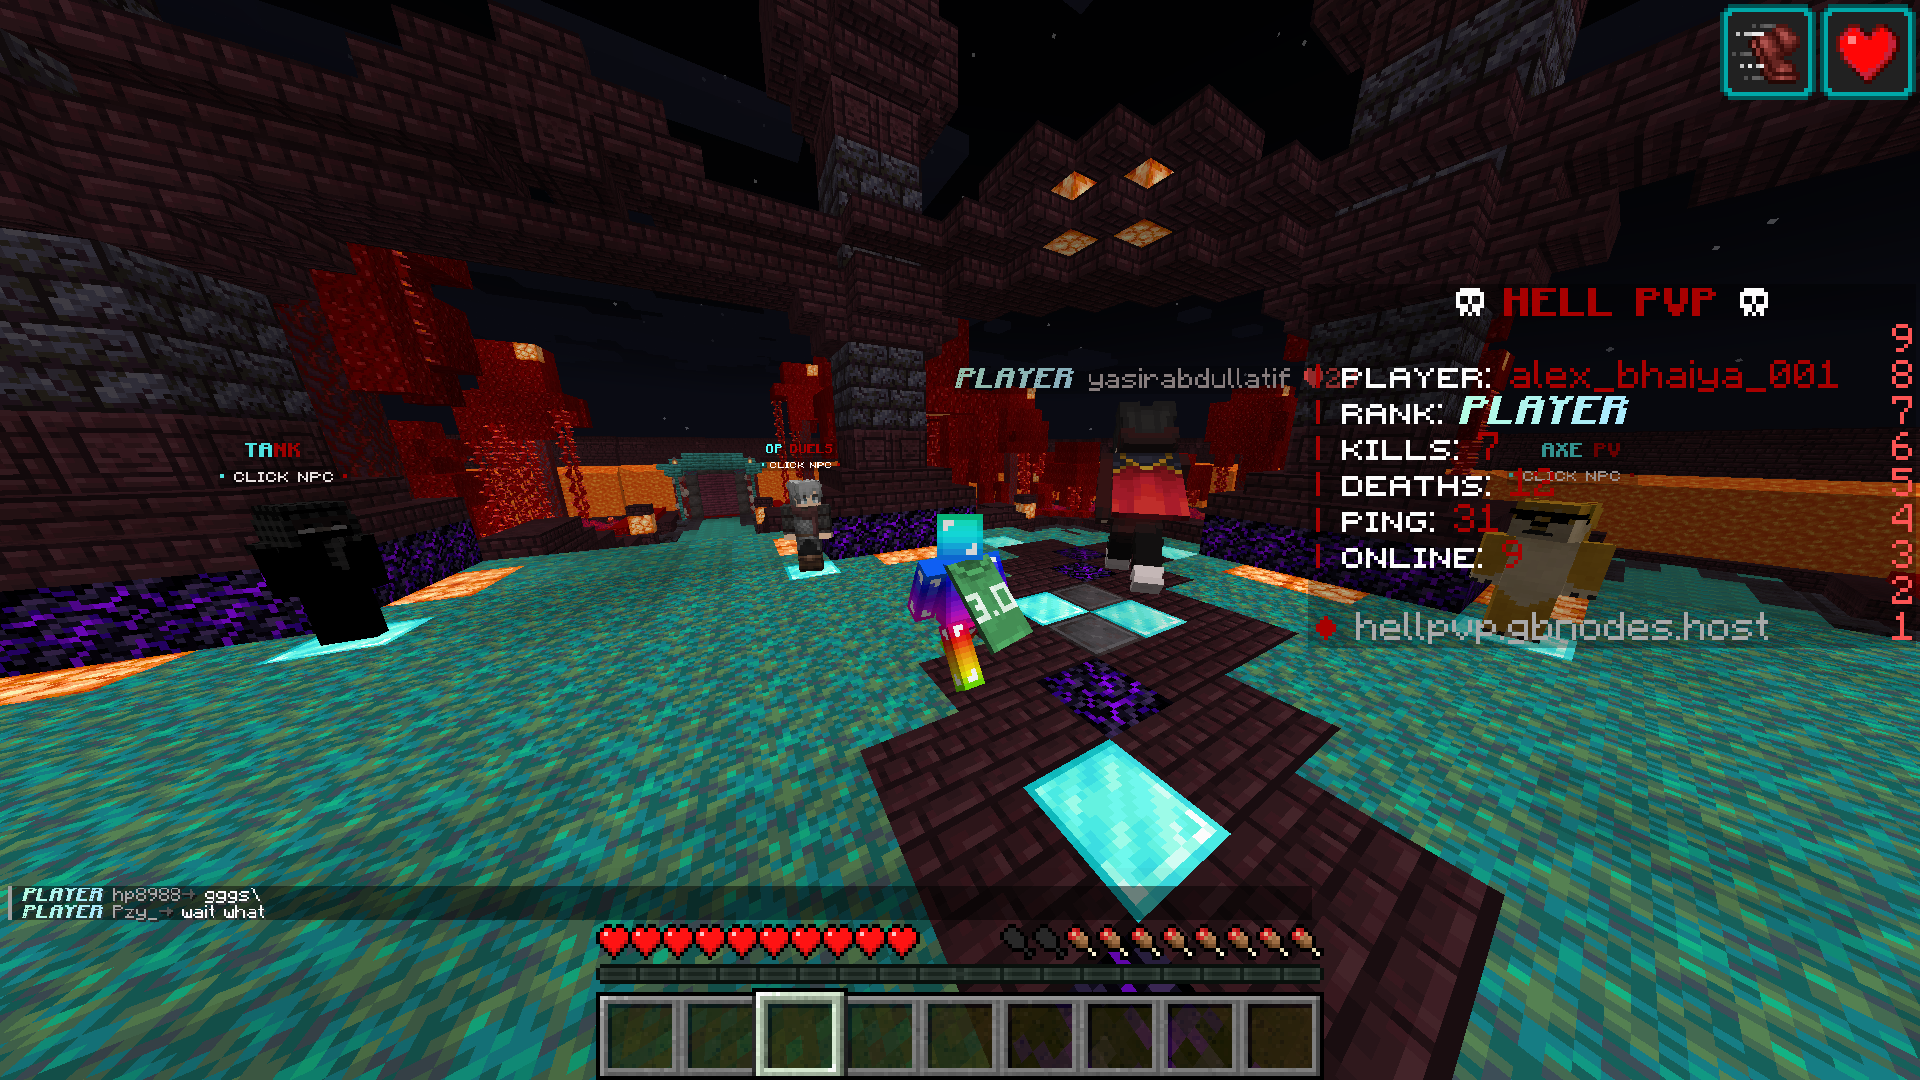 HELL PVP
9
PLAYER yasirabdullatif
PLAYER: alex_bhaiya_001 8
RANK: PLAYER 7
TANK
CLICK NPC
OP DUELS
CLICK NPC
KILLS: 7 6
AXE PV
CLICK NPC
DEATHS: 12 5
PING: 31 4
ONLINE: 9 3
2
hellpvp.gbnodes.host 1
3.0
PLAYER hp8988→ gggs\
PLAYER Pzy_→ wait what